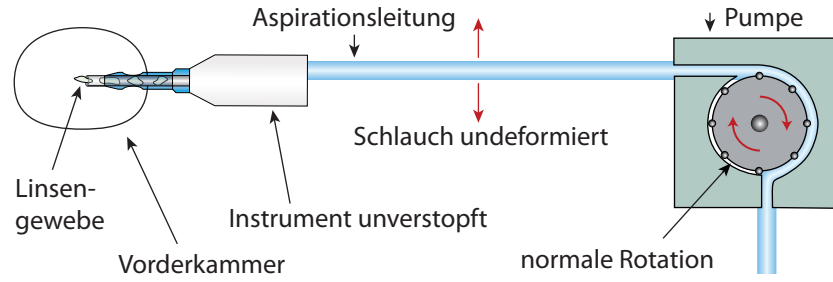 Aspirationsleitung
Pumpe
Schlauch undeformiert
Linsen-
gewebe
Instrument unverstopft
Vorderkammer
normale Rotation